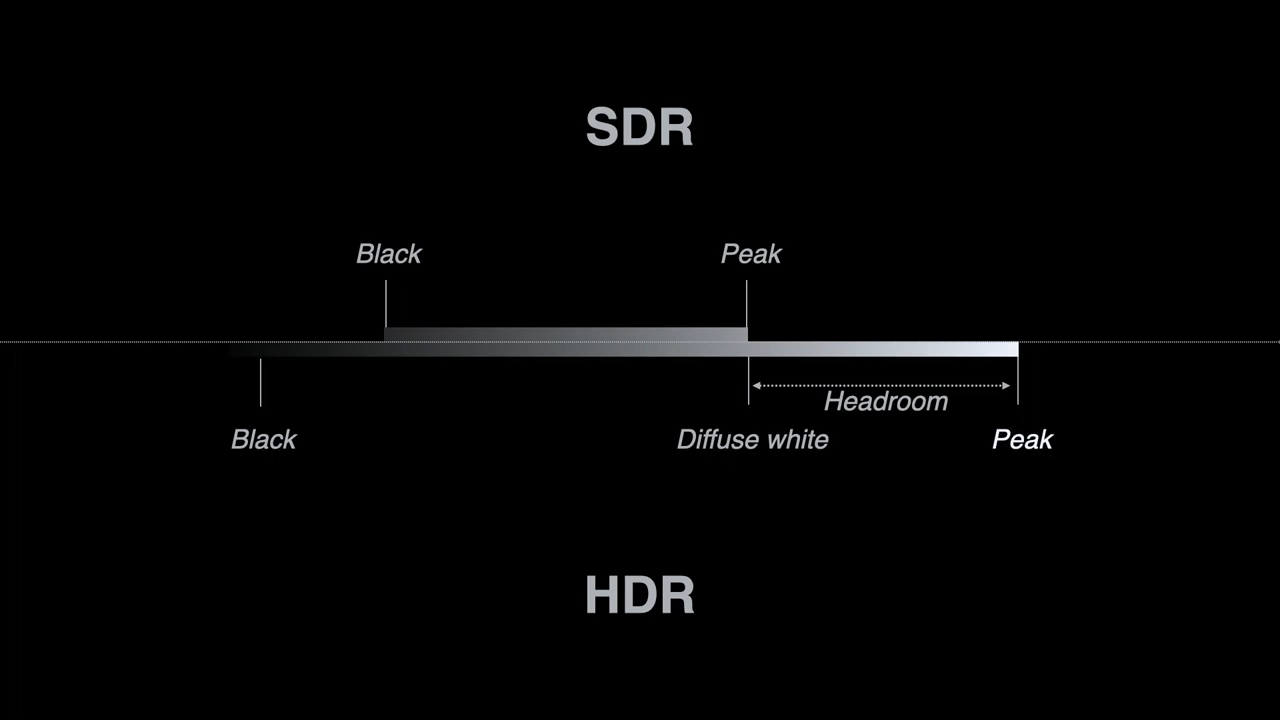 SDR
Black
Peak
Headroom
Black
Diffuse white
Peak
HDR